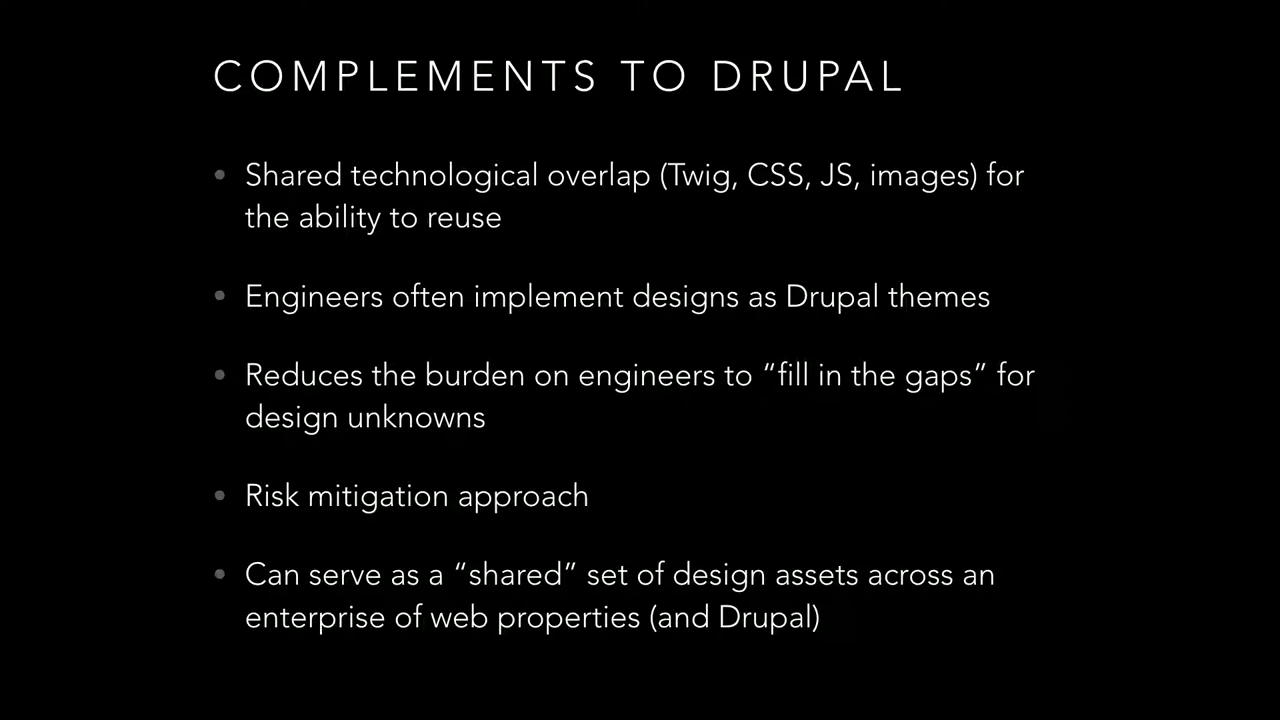 COMPLEMENTS TO DRUPAL
• Shared technological overlap (Twig, CSS, JS, images) for
the ability to reuse
• Engineers often implement designs as Drupal themes
• Reduces the burden on engineers to “fill in the gaps” for
design unknowns
• Risk mitigation approach
• Can serve as a “shared” set of design assets across an
enterprise of web properties (and Drupal)